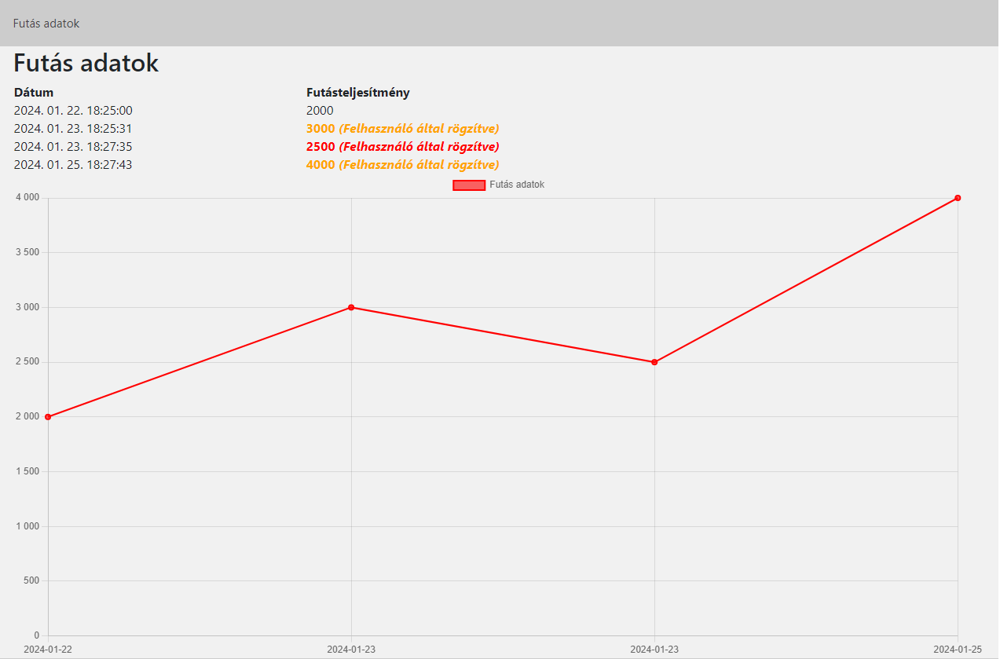 Futás adatok
Futás adatok
Dátum Futásteljesítmény
2024. 01. 22. 18:25:00 2000
2024. 01. 23. 18:25:31 3000 (Felhasználó által rögzítve)
2024. 01. 23. 18:27:35 2500 (Felhasználó által rögzítve)
2024. 01. 25. 18:27:43 4000 (Felhasználó által rögzítve)
Futás adatok
4 000
3 500
3 000
2 500
2 000
1 500
1 000
500
0
2024-01-22 2024-01-23 2024-01-23 2024-01-25